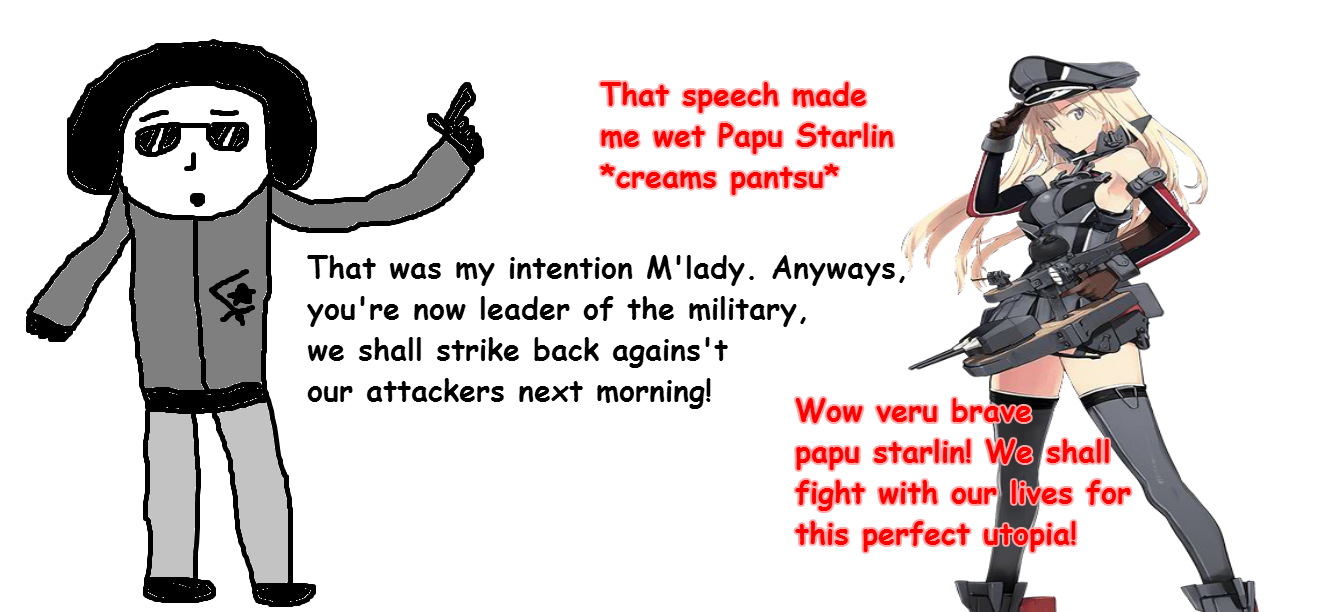 That speech made
me wet Papu Starlin
*creams pantsu*
That was my intention M'lady. Anyways,
you're now leader of the military,
we shall strike back agains't
our attackers next morning!
Wow veru brave
papu starlin! We shall
fight with our lives for
this perfect utopia!